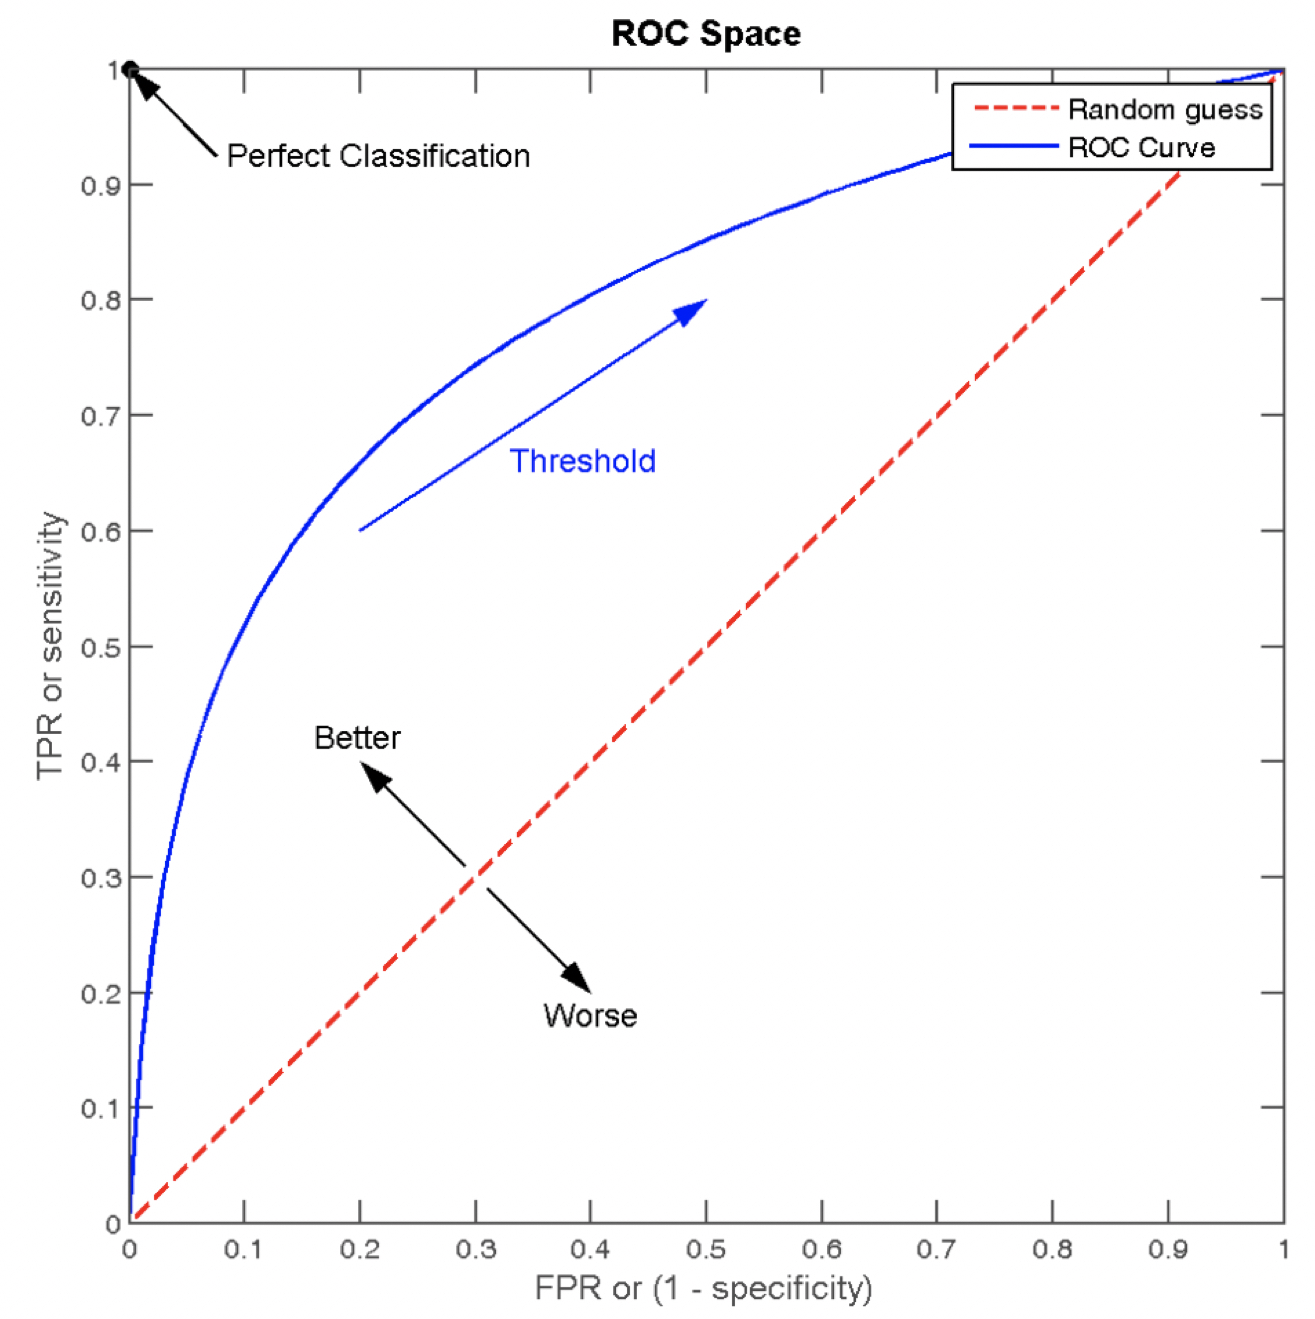 ROC Space
Random guess
ROC Curve
Perfect Classification
Threshold
Better
Worse
TPR or sensitivity
1
0.9
0.8
0.7
0.6
0.5
0.4
0.3
0.2
0.1
0
0 0.1 0.2 0.3 0.4 0.5 0.6 0.7 0.8 0.9 1
FPR or (1 - specificity)